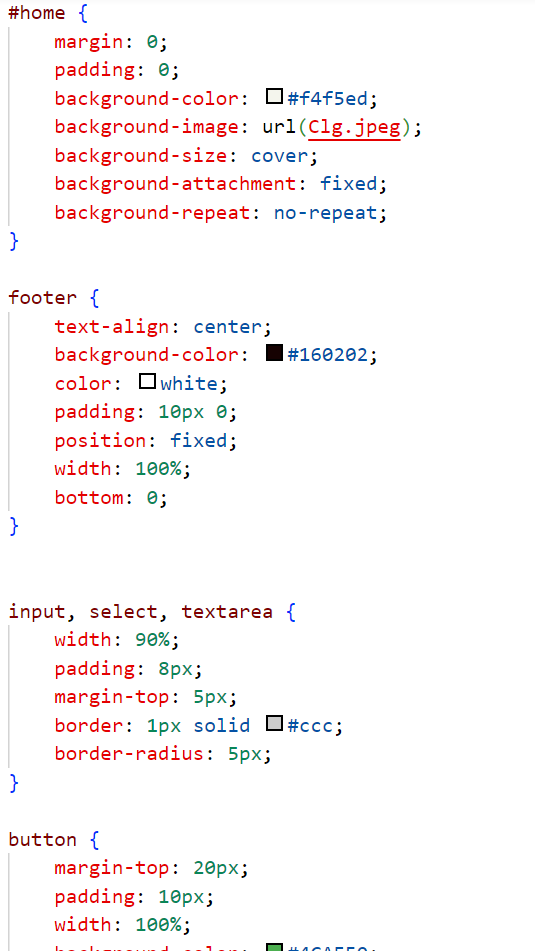 #home {
margin: 0;
padding: 0;
background-color: #f4f5ed;
background-image: url(Clg.jpeg);
background-size: cover;
background-attachment: fixed;
background-repeat: no-repeat;
}
footer {
text-align: center;
background-color: #160202;
color: white;
padding: 10px 0;
position: fixed;
width: 100%;
bottom: 0;
}
input, select, textarea {
width: 90%;
padding: 8px;
margin-top: 5px;
border: 1px solid #ccc;
border-radius: 5px;
}
button {
margin-top: 20px;
padding: 10px;
width: 100%;
background-color: